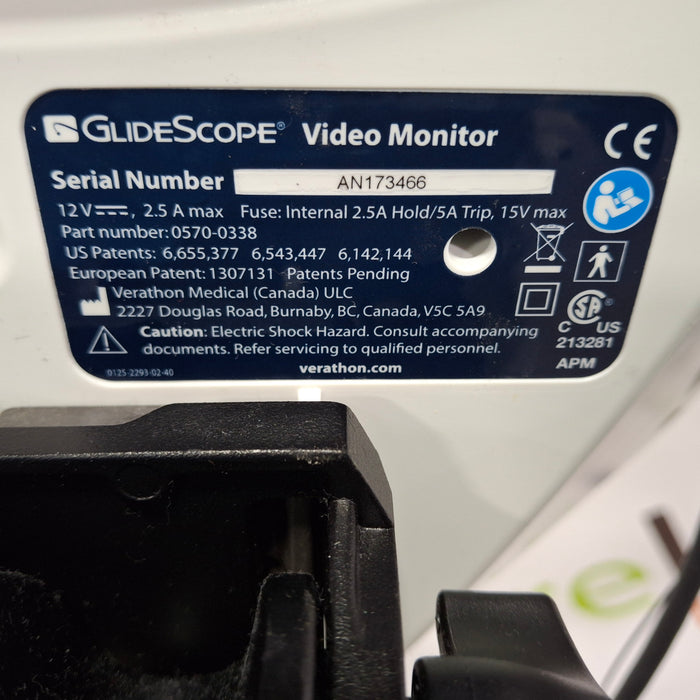 GLIDESCOPE® Video Monitor
CE
Serial Number AN173466
12V⎓, 2.5 A max Fuse: Internal 2.5A Hold/5A Trip, 15V max
Part number: 0570-0338
US Patents: 6,655,377 6,543,447 6,142,144
European Patent: 1307131 Patents Pending
Verathon Medical (Canada) ULC
2227 Douglas Road, Burnaby, BC, Canada, V5C 5A9
Caution: Electric Shock Hazard. Consult accompanying
documents. Refer servicing to qualified personnel.
0125-2293-02-40
verathon.com
SA®
C US
213281
APM